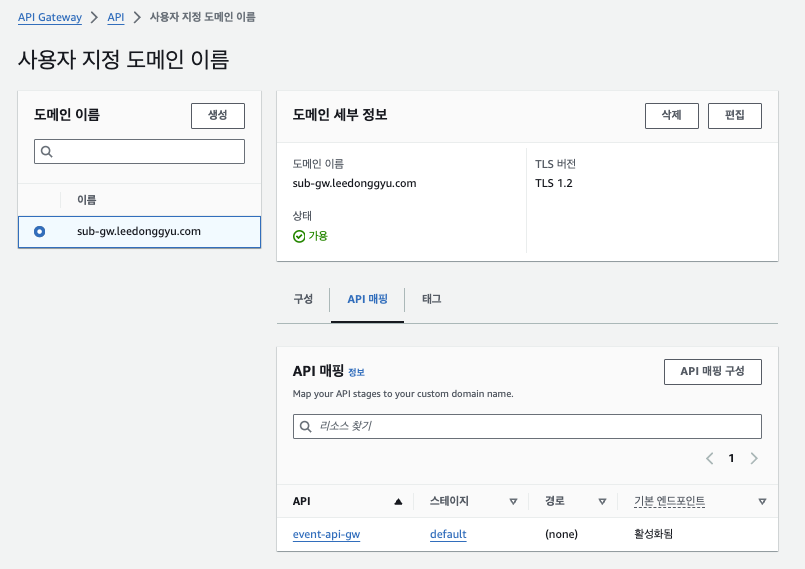 API Gateway > API > 사용자 지정 도메인 이름
사용자 지정 도메인 이름
도메인 이름
생성
이름
sub-gw.leedonggyu.com
도메인 세부 정보
삭제
편집
도메인 이름
sub-gw.leedonggyu.com
상태
가용
TLS 버전
TLS 1.2
구성
API 매핑
태그
API 매핑 정보
API 매핑 구성
Map your API stages to your custom domain name.
리소스 찾기
1
API 스테이지 경로 기본 엔드포인트
event-api-gw default (none) 활성화됨